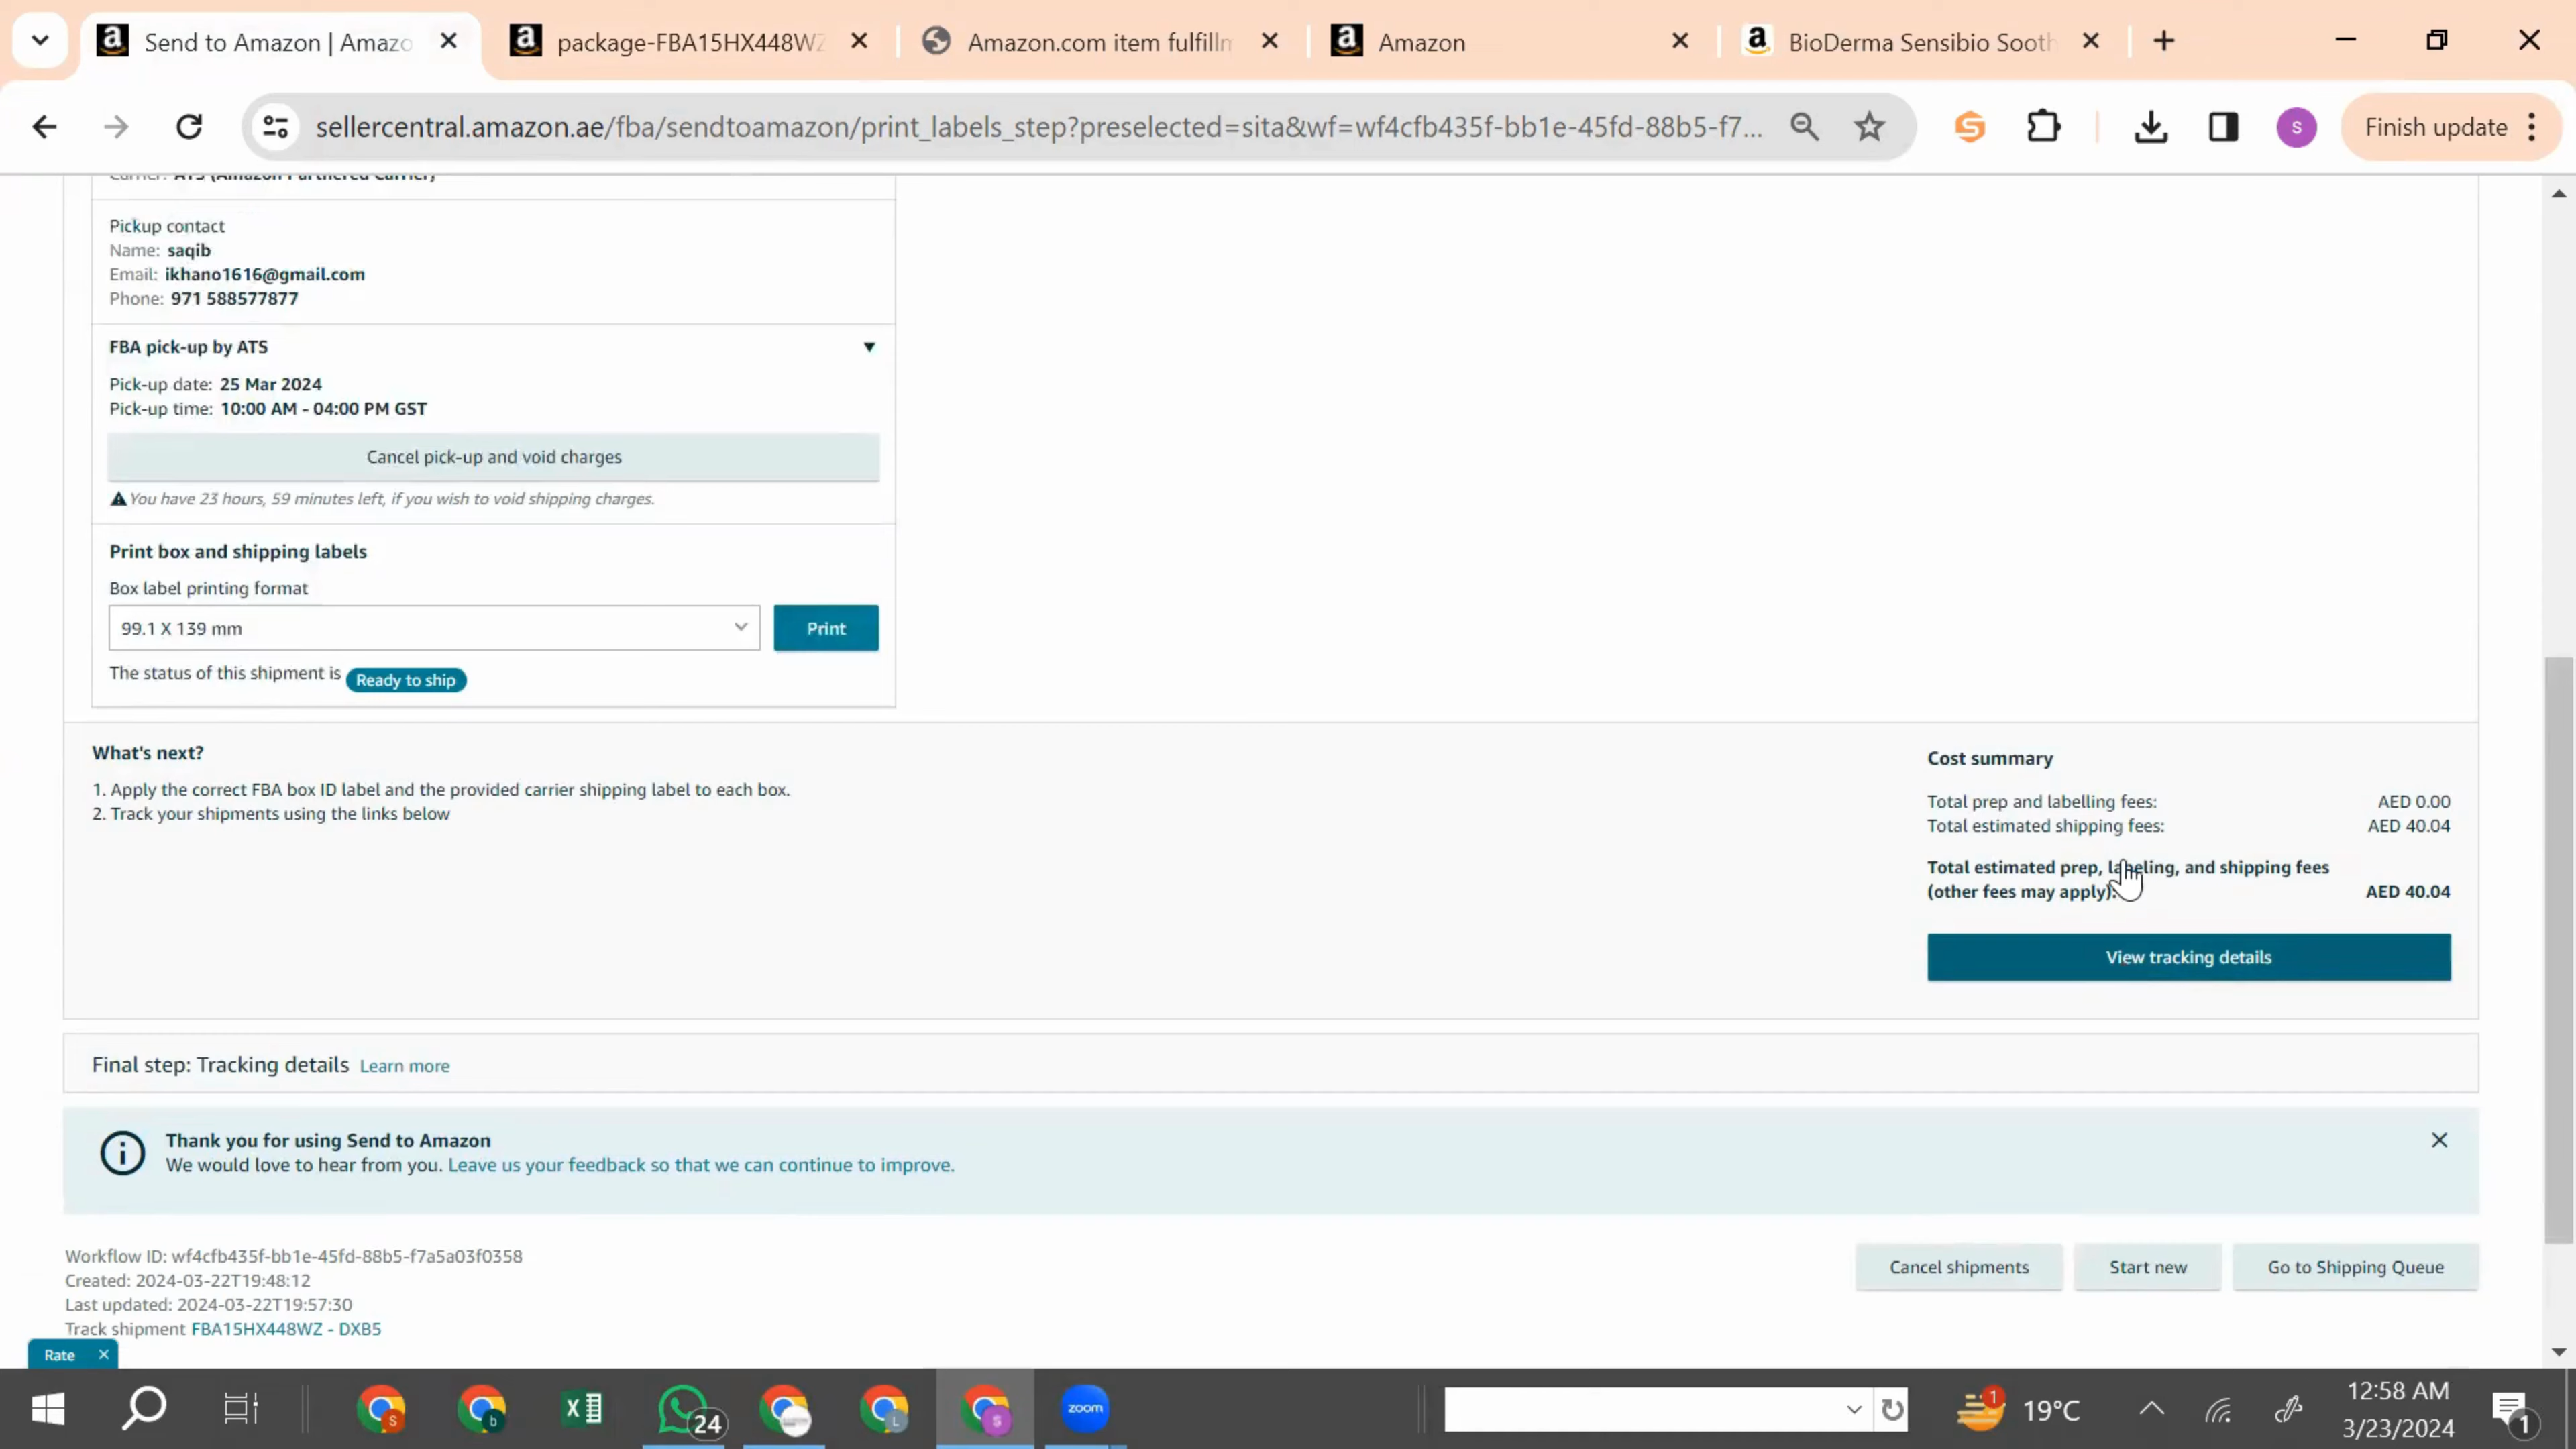 Send to Amazon | Amazo
package-FBA15HX448WZ
Amazon.com item fulfillm
Amazon
BioDerma Sensibio Sooth
sellercentral.amazon.ae/fba/sendtoamazon/print_labels_step?preselected=sita&wf=wf4cfb435f-bb1e-45fd-88b5-f7...
S
Finish update
Carrier: ATS (Amazon Partnered Carrier)
Pickup contact
Name: saqib
Email: ikhano1616@gmail.com
Phone: 971 588577877
FBA pick-up by ATS
Pick-up date: 25 Mar 2024
Pick-up time: 10:00 AM - 04:00 PM GST
Cancel pick-up and void charges
You have 23 hours, 59 minutes left, if you wish to void shipping charges.
Print box and shipping labels
Box label printing format
99.1 X 139 mm
Print
The status of this shipment is Ready to ship
What's next?
1. Apply the correct FBA box ID label and the provided carrier shipping label to each box.
2. Track your shipments using the links below
Cost summary
Total prep and labelling fees: AED 0.00
Total estimated shipping fees: AED 40.04
Total estimated prep, labeling, and shipping fees
(other fees may apply): AED 40.04
View tracking details
Final step: Tracking details Learn more
Thank you for using Send to Amazon
We would love to hear from you. Leave us your feedback so that we can continue to improve.
Workflow ID: wf4cfb435f-bb1e-45fd-88b5-f7a5a03f0358
Created: 2024-03-22T19:48:12
Last updated: 2024-03-22T19:57:30
Track shipment FBA15HX448WZ - DXB5
Cancel shipments
Start new
Go to Shipping Queue
Rate
S
b
24
L
S
zoom
1
19°C
12:58 AM
3/23/2024
1